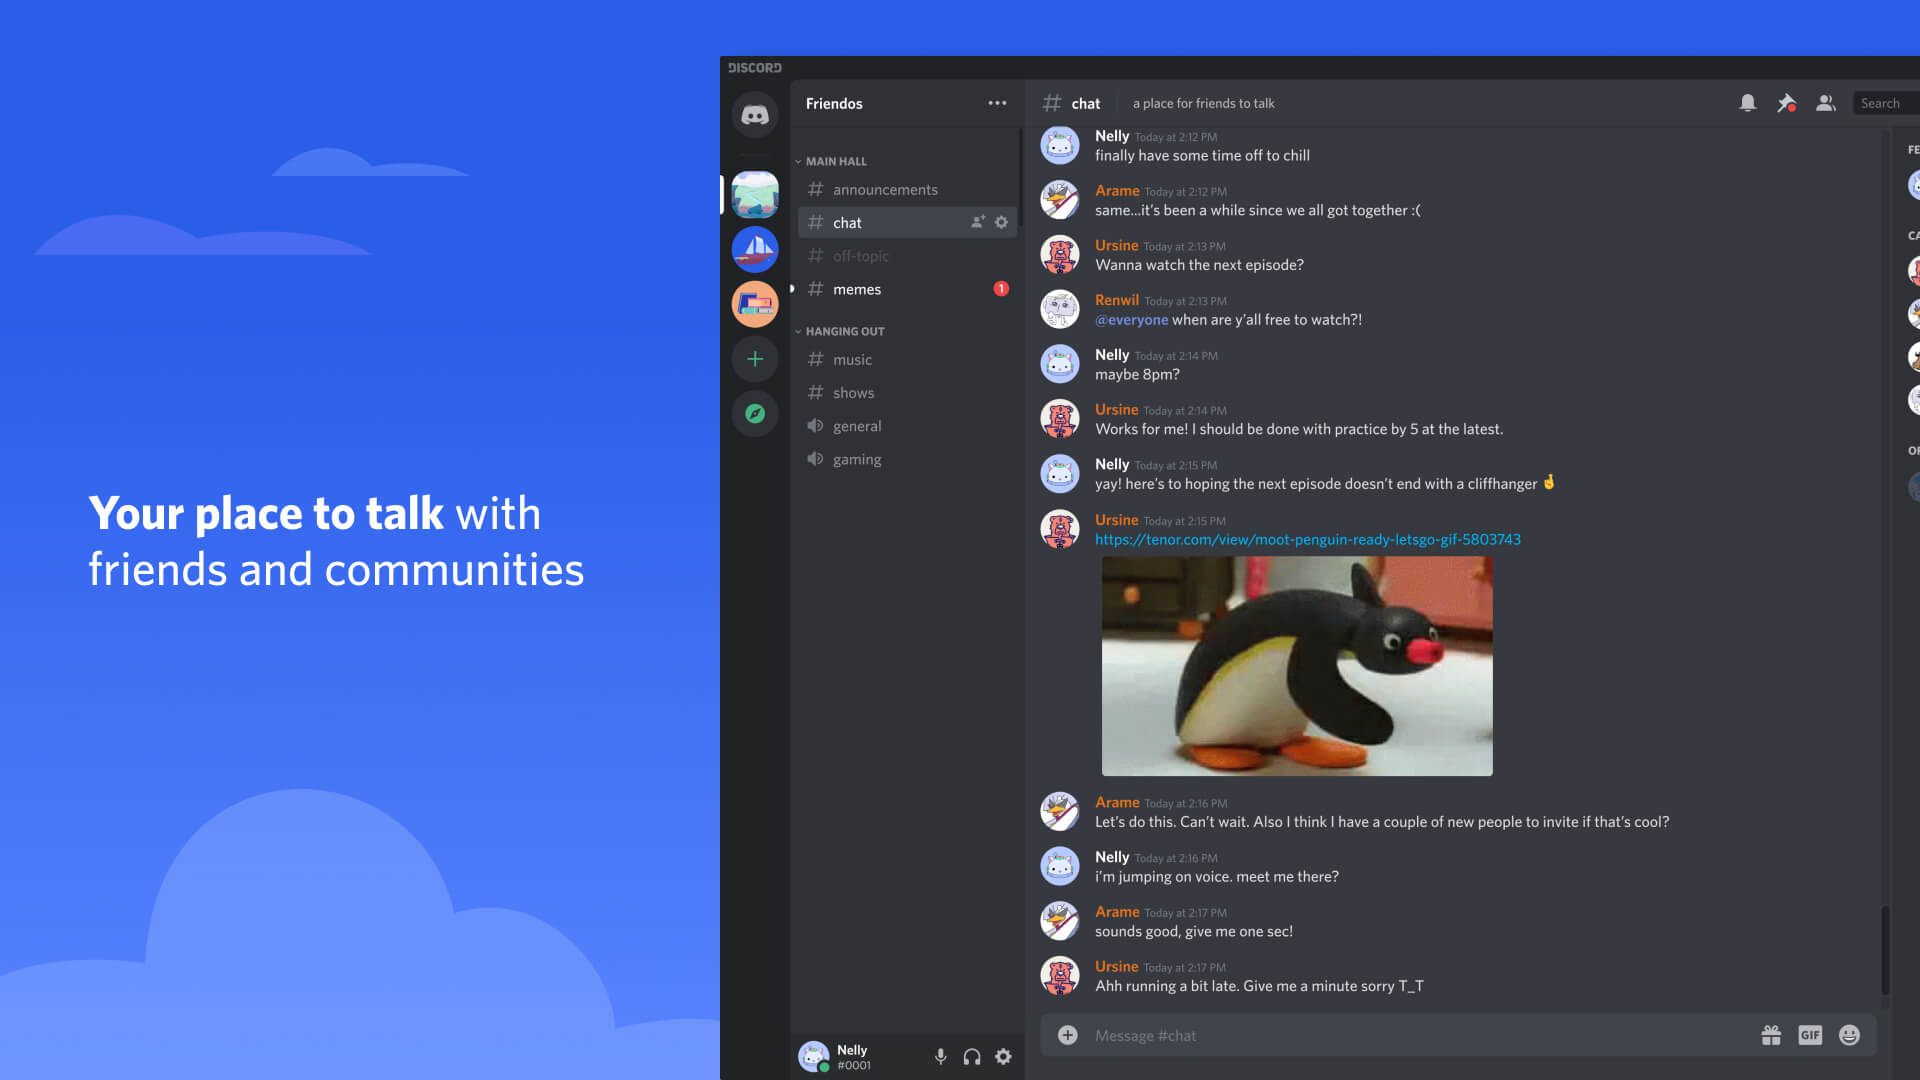 Your place to talk with
friends and communities
DISCORD
Friendos
MAIN HALL
announcements
chat
off-topic
memes
1
HANGING OUT
music
shows
general
gaming
Nelly
#0001
chat
a place for friends to talk
Search
Nelly Today at 2:12 PM
finally have some time off to chill
Arame Today at 2:12 PM
same...it's been a while since we all got together :(
Ursine Today at 2:13 PM
Wanna watch the next episode?
Renwil Today at 2:13 PM
@everyone when are y'all free to watch?!
Nelly Today at 2:14 PM
maybe 8pm?
Ursine Today at 2:14 PM
Works for me! I should be done with practice by 5 at the latest.
Nelly Today at 2:15 PM
yay! here's to hoping the next episode doesn't end with a cliffhanger 🤞
Ursine Today at 2:15 PM
https://tenor.com/view/moot-penguin-ready-letsgo-gif-5803743
Arame Today at 2:16 PM
Let's do this. Can't wait. Also I think I have a couple of new people to invite if that's cool?
Nelly Today at 2:16 PM
i'm jumping on voice. meet me there?
Arame Today at 2:17 PM
sounds good, give me one sec!
Ursine Today at 2:17 PM
Ahh running a bit late. Give me a minute sorry T_T
Message #chat
GIF